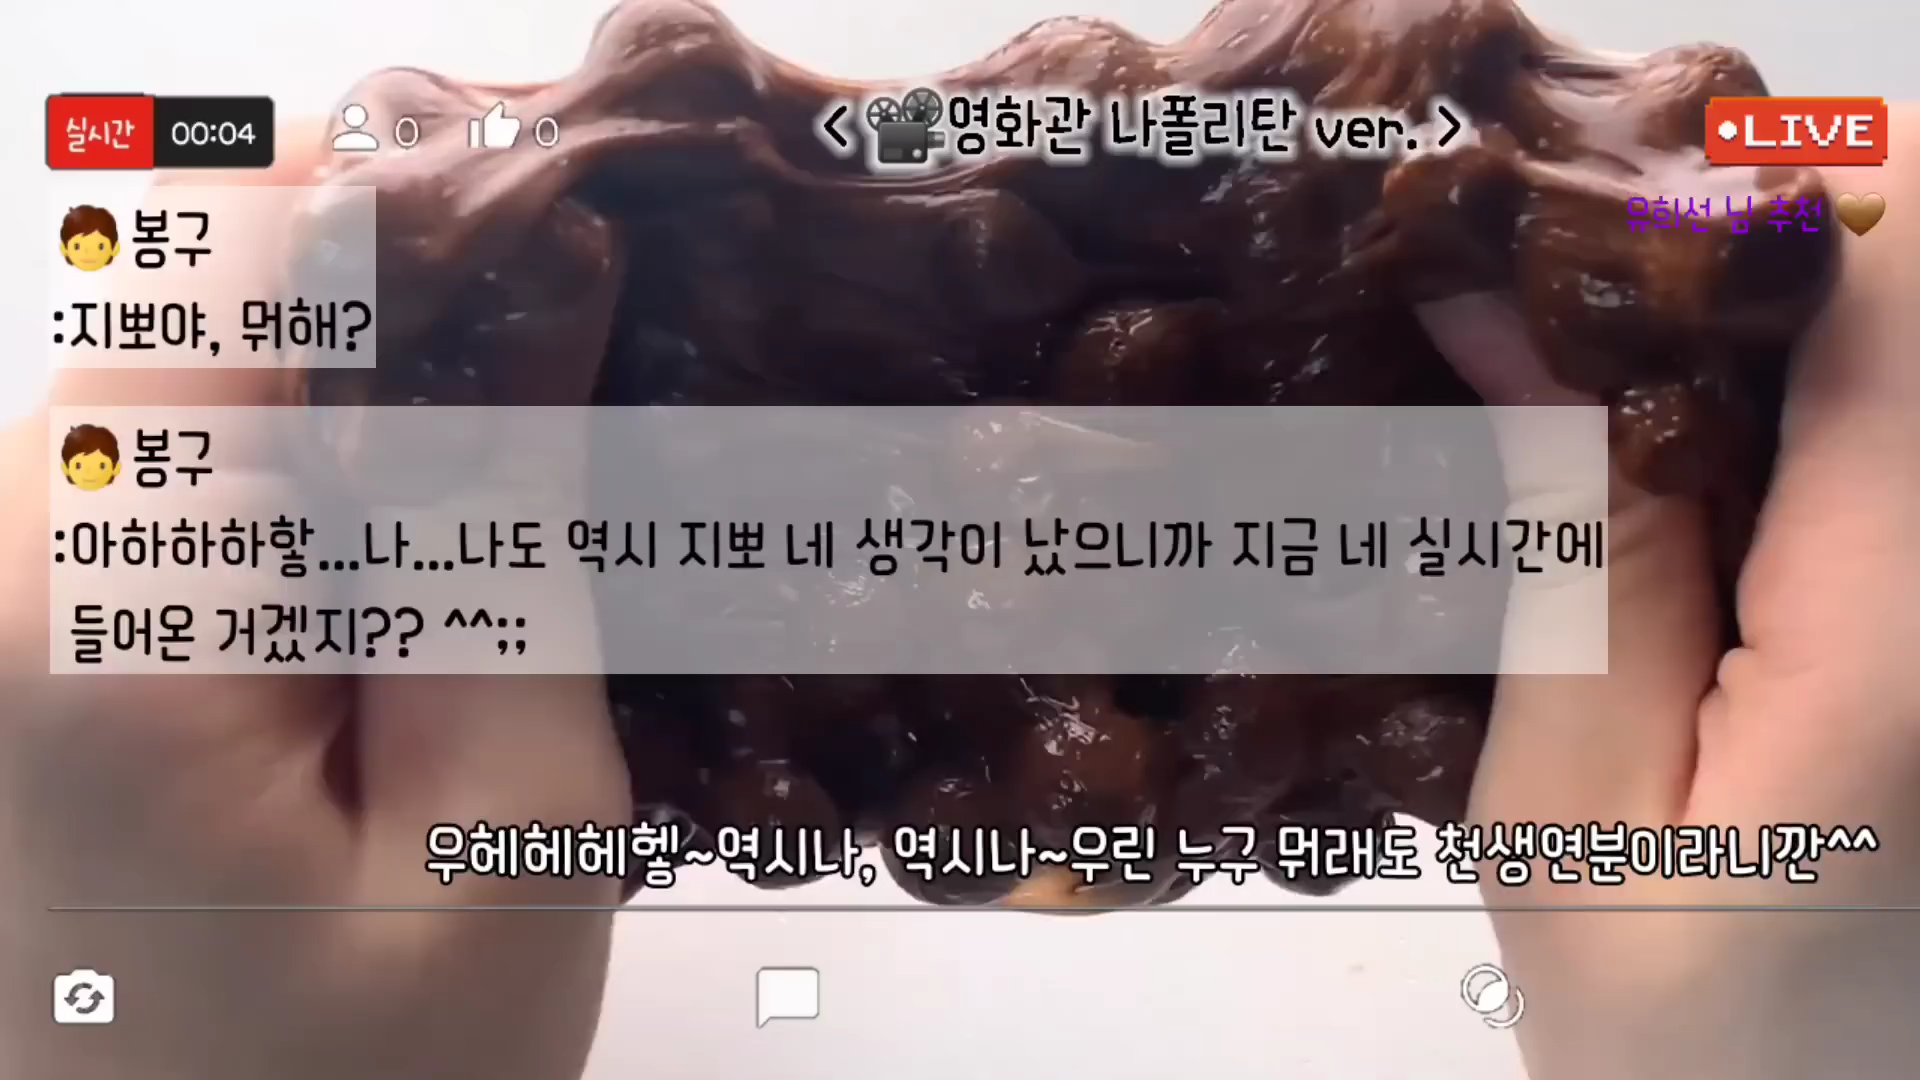 실시간 00:04 0 0
<🎥영화관 나폴리탄 ver.>
LIVE
유희선 님 추천 🤎
봉구
:지뽀야, 뭐해?
봉구
:아하하하핳...나...나도 역시 지뽀 네 생각이 났으니까 지금 네 실시간에
들어온 거겠지?? ^^;;
우헤헤헤헿~역시나, 역시나~우린 누구 뭐래도 천생연분이라니깐^^